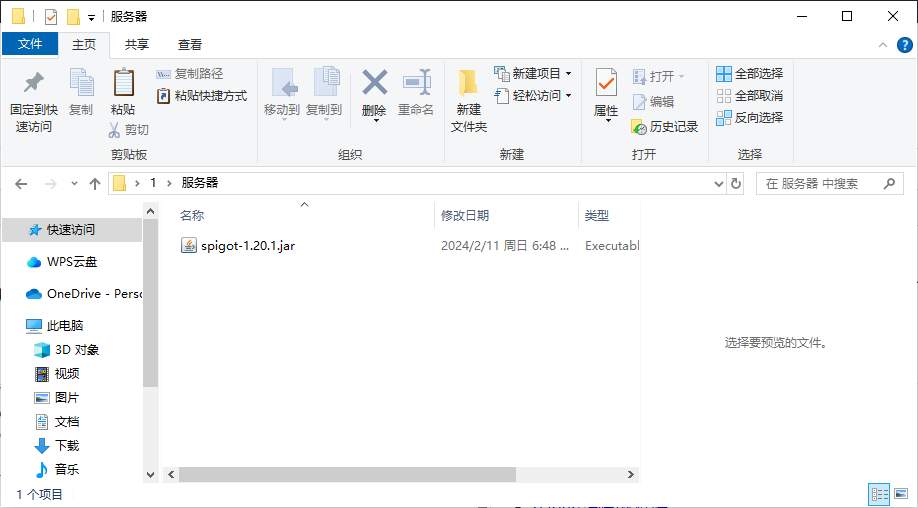 服务器
文件 主页 共享 查看
固定到快速访问
复制
粘贴
复制路径
粘贴快捷方式
剪切
剪贴板
移动到
复制到
删除
重命名
组织
新建文件夹
新建项目
轻松访问
新建
属性
打开
编辑
历史记录
打开
全部选择
全部取消
反向选择
选择
1 服务器
在 服务器 中搜索
快速访问
WPS云盘
OneDrive - Perso
此电脑
3D 对象
视频
图片
文档
下载
音乐
名称 修改日期 类型
spigot-1.20.1.jar 2024/2/11 周日 6:48 ... Executabl
选择要预览的文件。
1 个项目